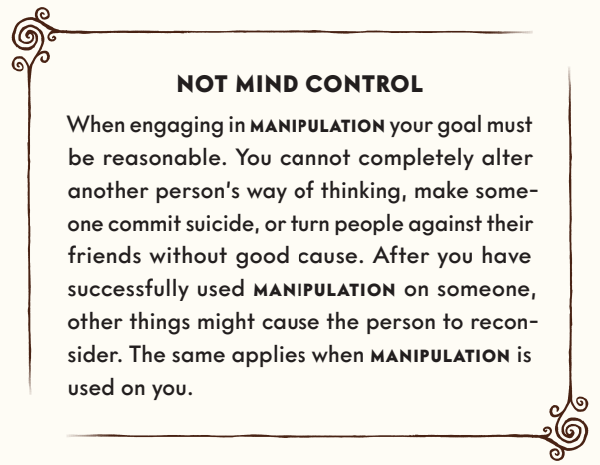 NOT MIND CONTROL
When engaging in MANIPULATION your goal must
be reasonable. You cannot completely alter
another person's way of thinking, make some-
one commit suicide, or turn people against their
friends without good cause. After you have
successfully used MANIPULATION on someone,
other things might cause the person to recon-
sider. The same applies when MANIPULATION is
used on you.